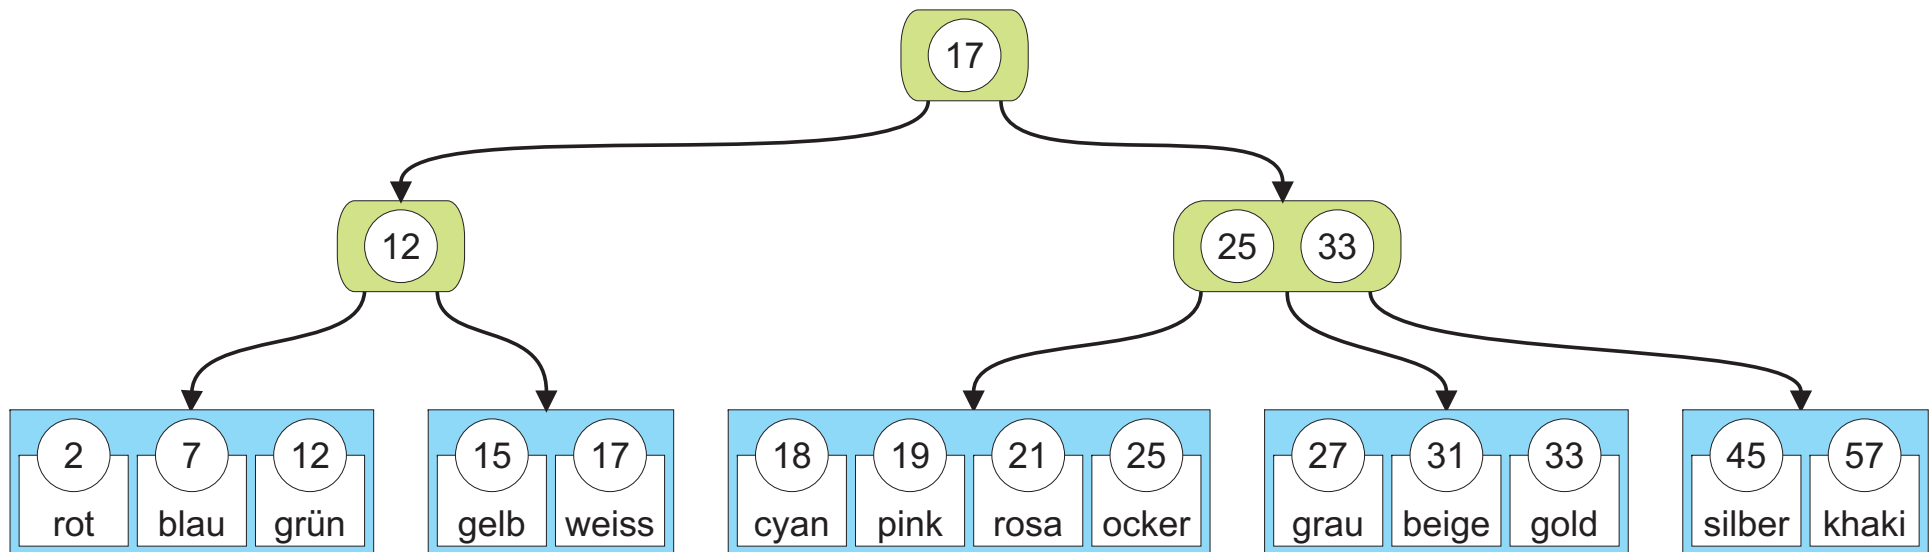 17
12 25 33
2 7 12 15 17 18 19 21 25 27 31 33 45 57
rot blau grün gelb weiss cyan pink rosa ocker grau beige gold silber khaki